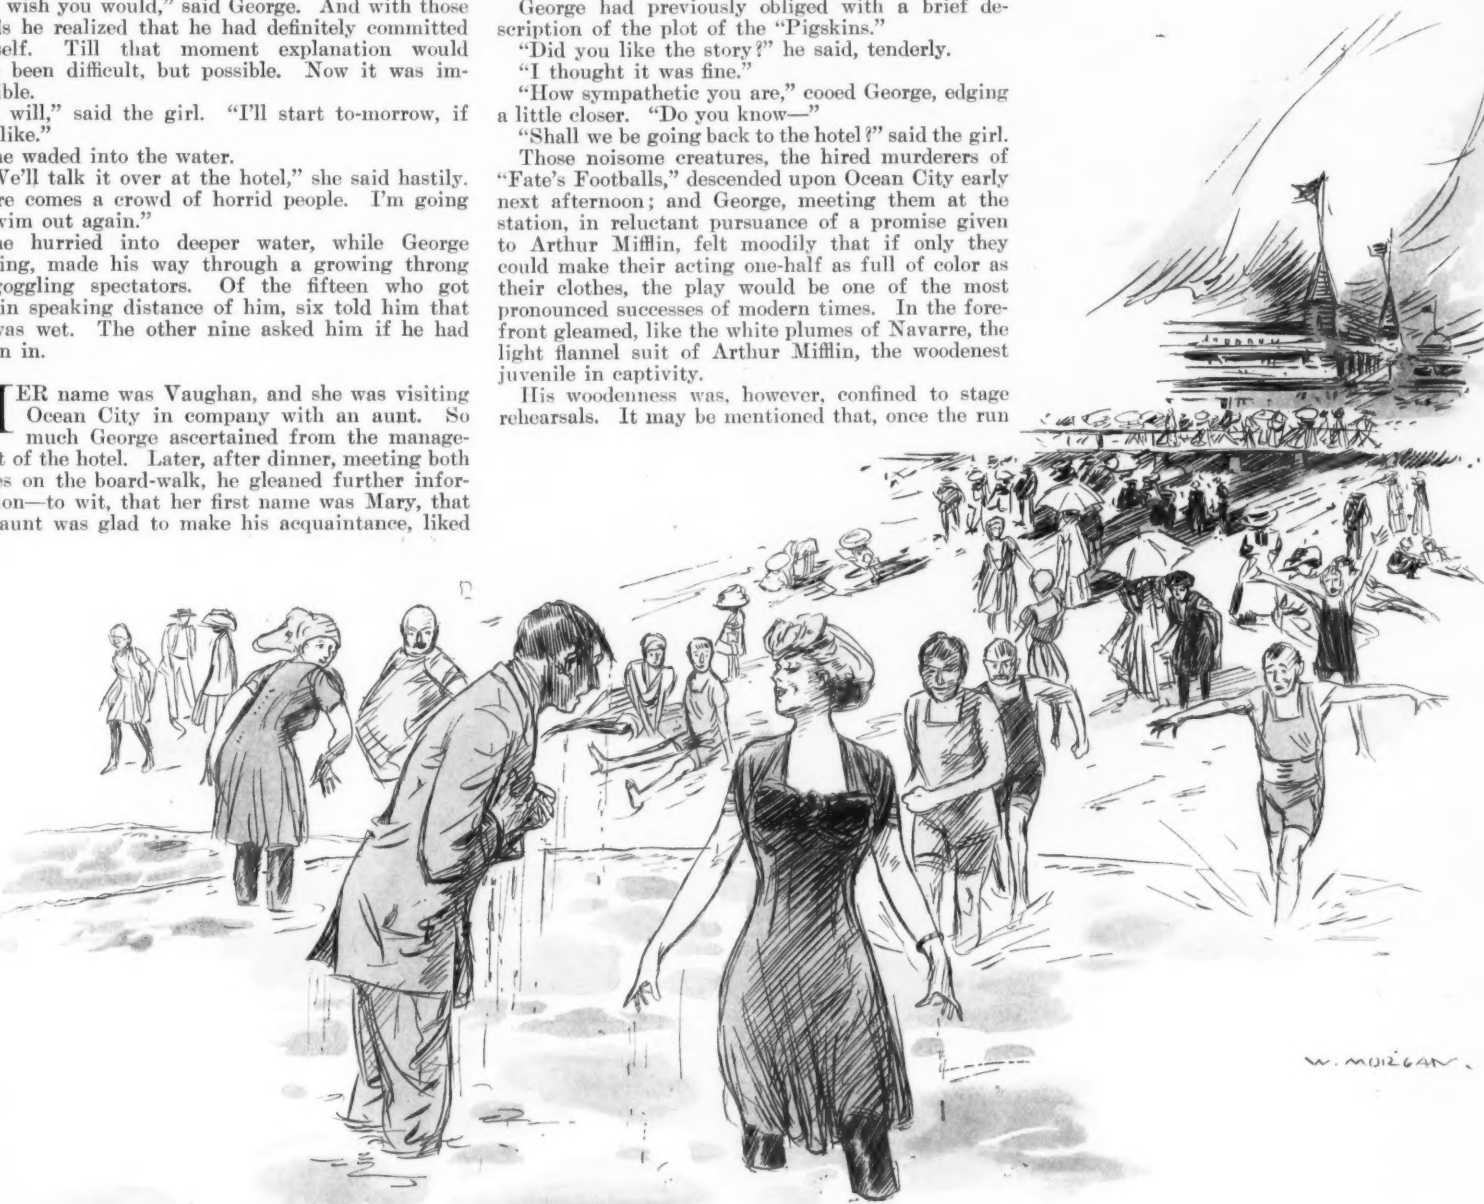 wish you would," said George. And with those
he realized that he had definitely committed
self. Till that moment explanation would
been difficult, but possible. Now it was im-
ible.
will," said the girl. "I'll start to-morrow, if
like."
he waded into the water.
We'll talk it over at the hotel," she said hastily.
re comes a crowd of horrid people. I'm going
wim out again."
he hurried into deeper water, while George
ing, made his way through a growing throng
goggling spectators. Of the fifteen who got
in speaking distance of him, six told him that
was wet. The other nine asked him if he had
n in.
HER name was Vaughan, and she was visiting
Ocean City in company with an aunt. So
much George ascertained from the manage-
t of the hotel. Later, after dinner, meeting both
es on the board-walk, he gleaned further infor-
on—to wit, that her first name was Mary, that
aunt was glad to make his acquaintance, liked
George had previously obliged with a brief de-
scription of the plot of the "Pigskins."
"Did you like the story?" he said, tenderly.
"I thought it was fine."
"How sympathetic you are," cooed George, edging
a little closer. "Do you know—"
"Shall we be going back to the hotel?" said the girl.
Those noisome creatures, the hired murderers of
"Fate's Footballs," descended upon Ocean City early
next afternoon; and George, meeting them at the
station, in reluctant pursuance of a promise given
to Arthur Mifflin, felt moodily that if only they
could make their acting one-half as full of color as
their clothes, the play would be one of the most
pronounced successes of modern times. In the fore-
front gleamed, like the white plumes of Navarre, the
light flannel suit of Arthur Mifflin, the woodenest
juvenile in captivity.
His woodenness was, however, confined to stage
rehearsals. It may be mentioned that, once the run
W. MORGAN.